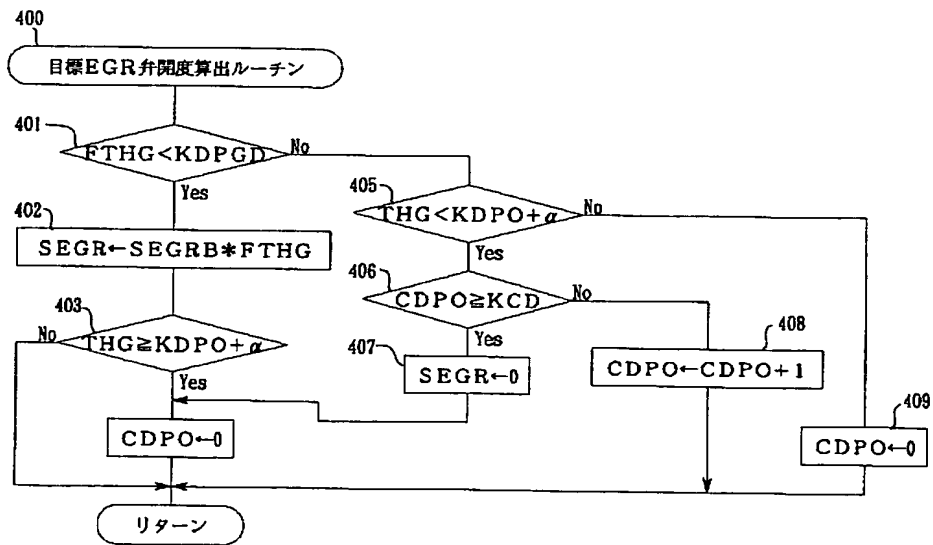 400
目標EGR弁開度算出ルーチン
401
FTHG<KDPGD
No
Yes
402
SEGR←SEGRB*FTHG
403
No
THG≧KDPO+α
Yes
CDPO←0
リターン
405
THG<KDPO+α
No
Yes
406
CDPO≧KCD
No
Yes
407
SEGR←0
408
CDPO←CDPO+1
409
CDPO←0